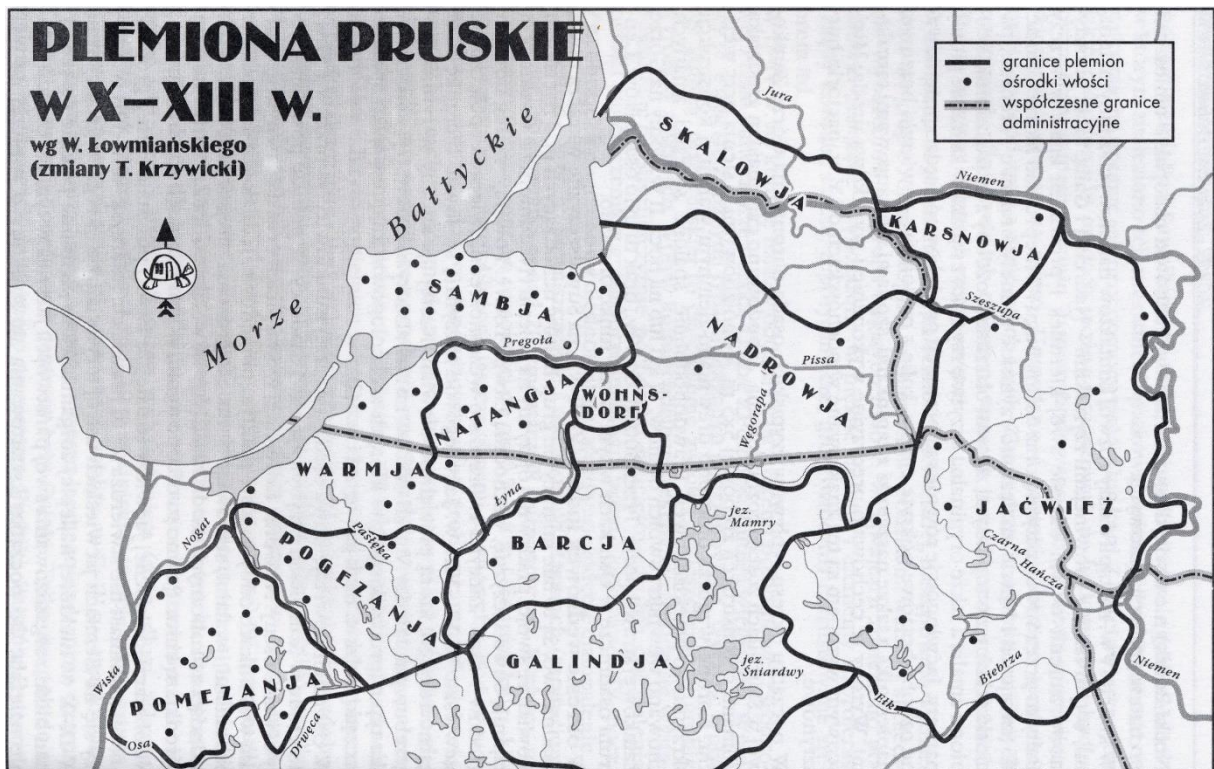 PLEMIONA PRUSKIE
W X–XIII W.
wg W. Łowmiańskiego
(zmiany T. Krzywicki)
granice plemion
ośrodki włości
współczesne granice
administracyjne
Morze Bałtyckie
Jura
SKALOWJA
Niemen
KARSNOWJA
SAMBJA
Szeszupa
Pregoła
NADROWJA
Pissa
NATANGJA
WOHNS-
DORF
Węgorapa
WARMJA
Łyna
jez.
Mamry
JAĆWIEŻ
Nogat
Pasłęka
POGEZANJA
BARCJA
Czarna
Hańcza
GALINDJA
jez.
Śniardwy
Wisła
POMEZANJA
Biebrza
Niemen
Ełk
Osa
Drwęca